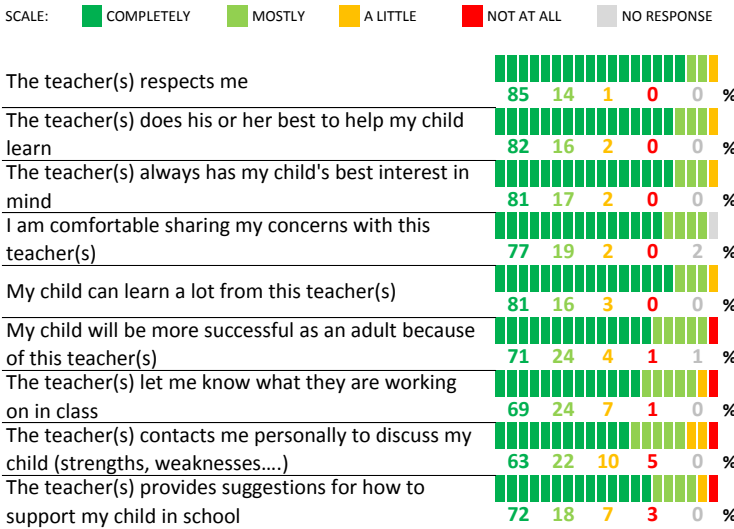 SCALE: COMPLETELY MOSTLY A LITTLE NOT AT ALL NO RESPONSE
The teacher(s) respects me
85 14 1 0 0 %
The teacher(s) does his or her best to help my child
learn
82 16 2 0 0 %
The teacher(s) always has my child's best interest in
mind
81 17 2 0 0 %
I am comfortable sharing my concerns with this
teacher(s)
77 19 2 0 2 %
My child can learn a lot from this teacher(s)
81 16 3 0 0 %
My child will be more successful as an adult because
of this teacher(s)
71 24 4 1 1 %
The teacher(s) let me know what they are working
on in class
69 24 7 1 0 %
The teacher(s) contacts me personally to discuss my
child (strengths, weaknesses....)
63 22 10 5 0 %
The teacher(s) provides suggestions for how to
support my child in school
72 18 7 3 0 %